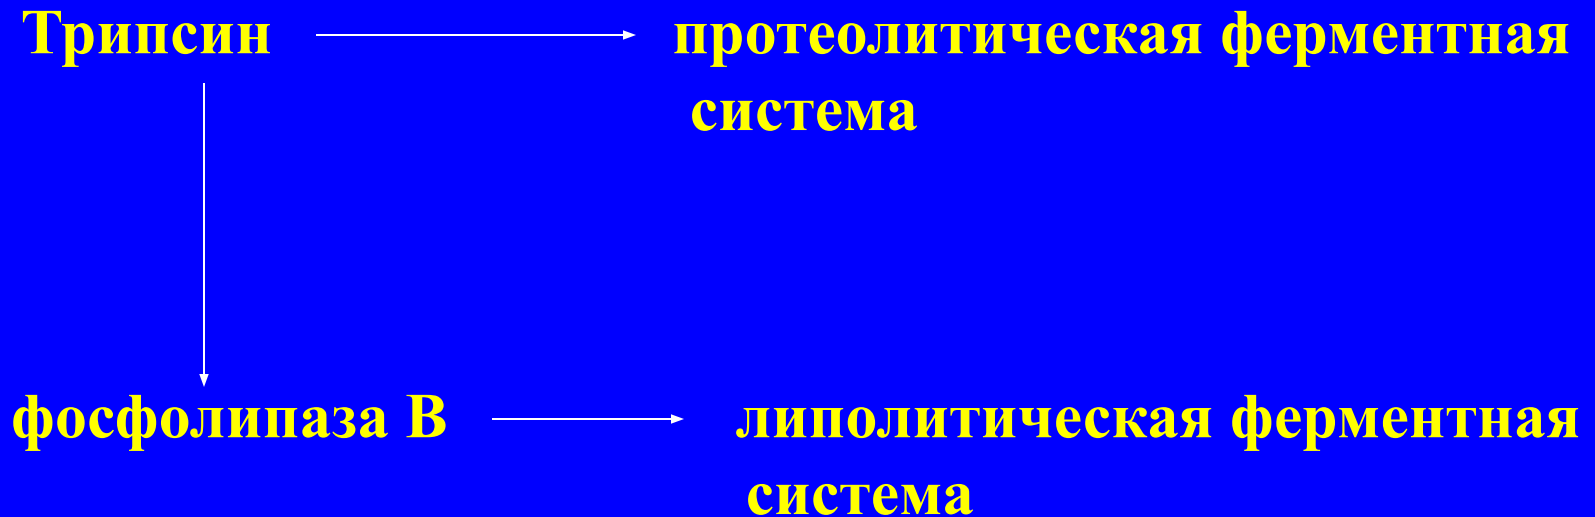 Трипсин протеолитическая ферментная
система
фосфолипаза В липолитическая ферментная
система